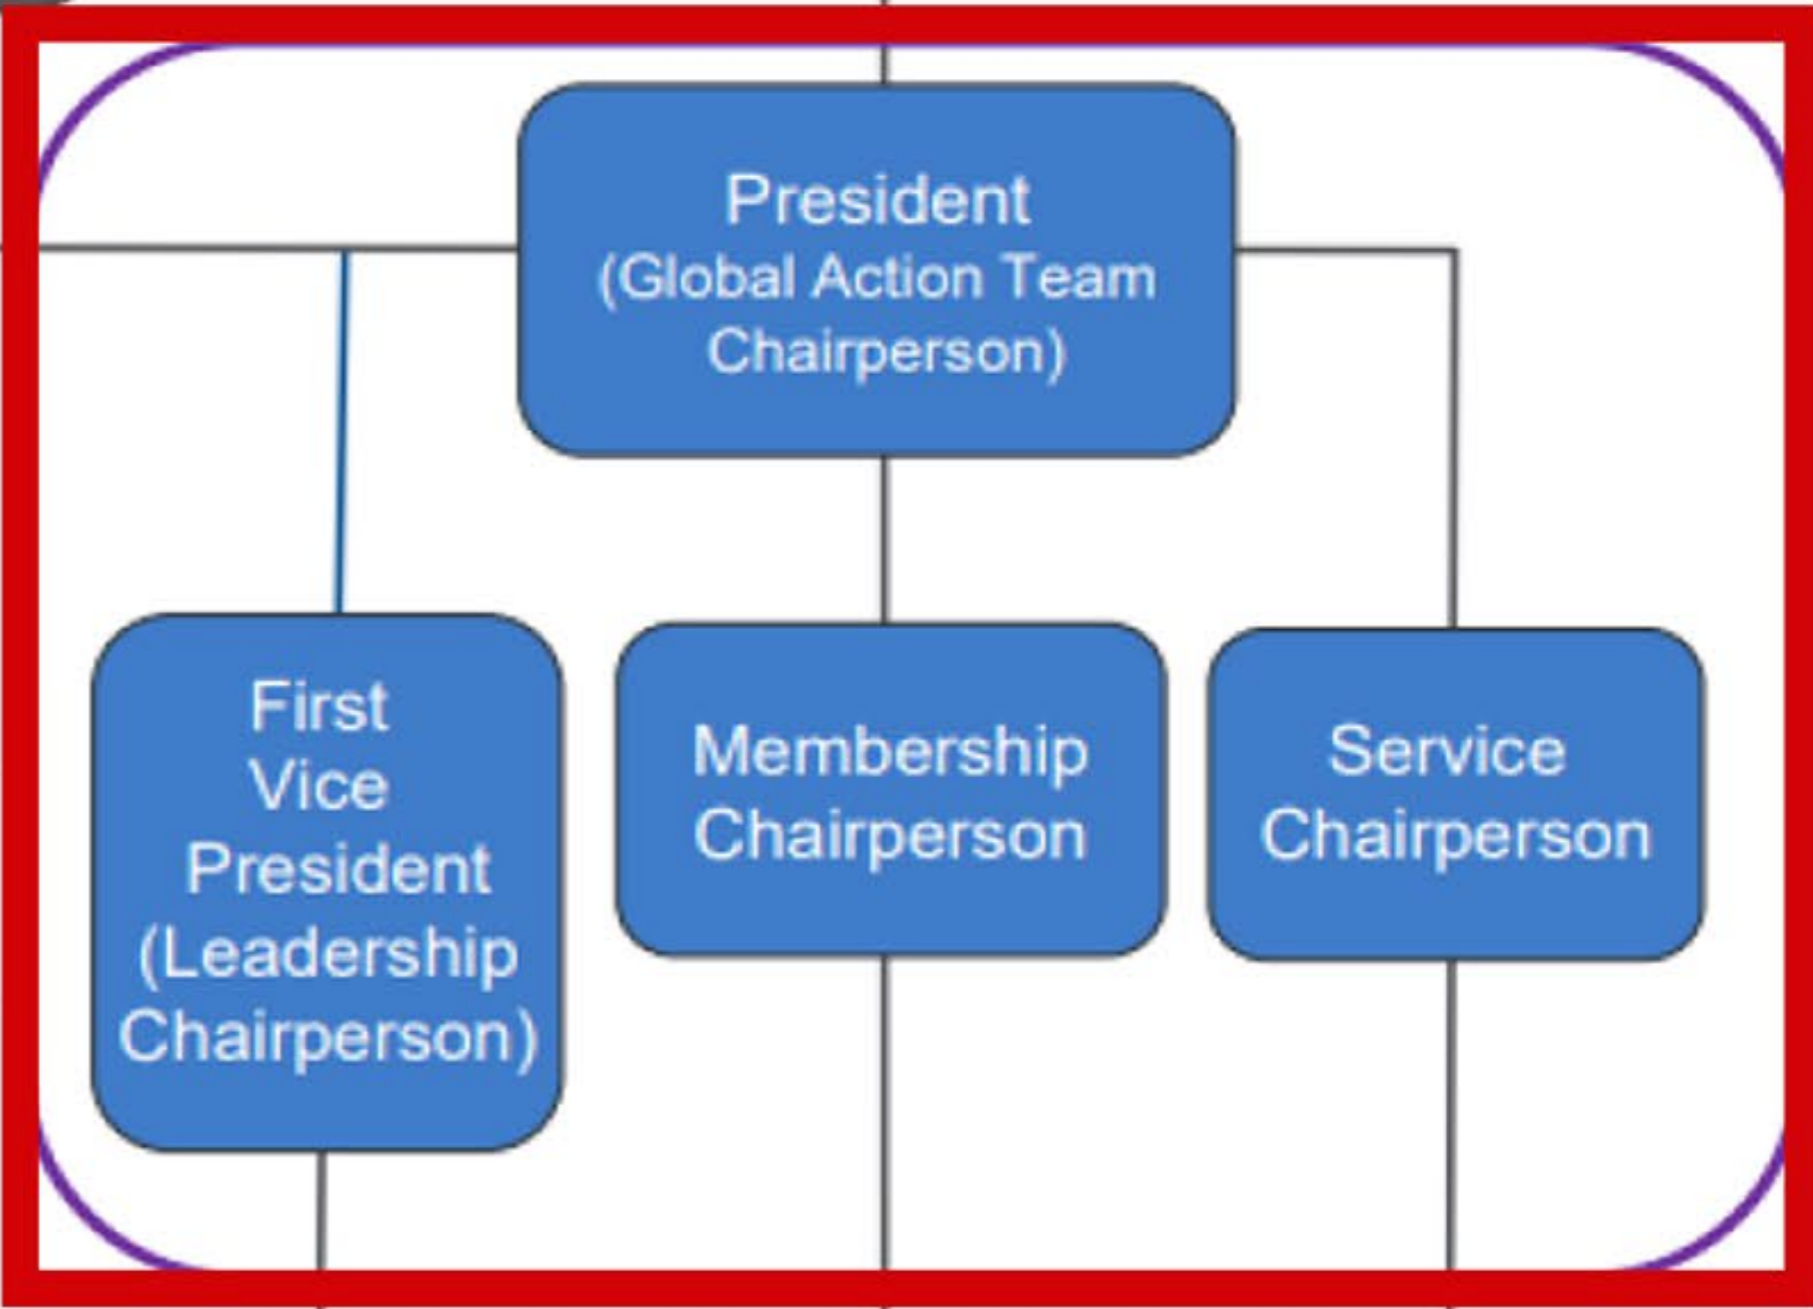 President
(Global Action Team
Chairperson)
First
Vice
President
(Leadership
Chairperson)
Membership
Chairperson
Service
Chairperson